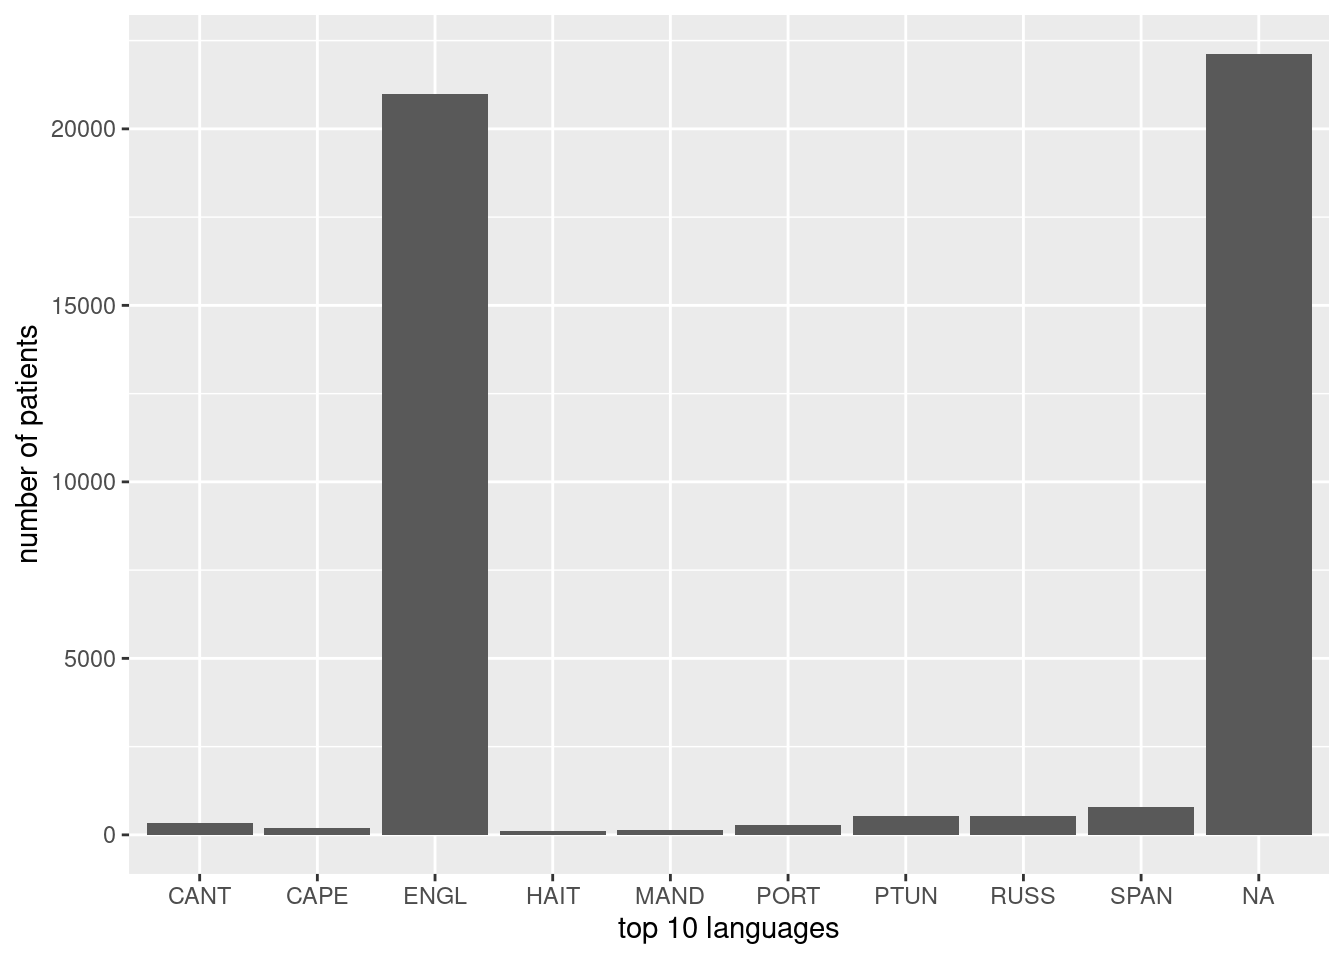 number of patients
20000
15000
10000
5000
0
CANT CAPE ENGL HAIT MAND PORT PTUN RUSS SPAN NA
top 10 languages